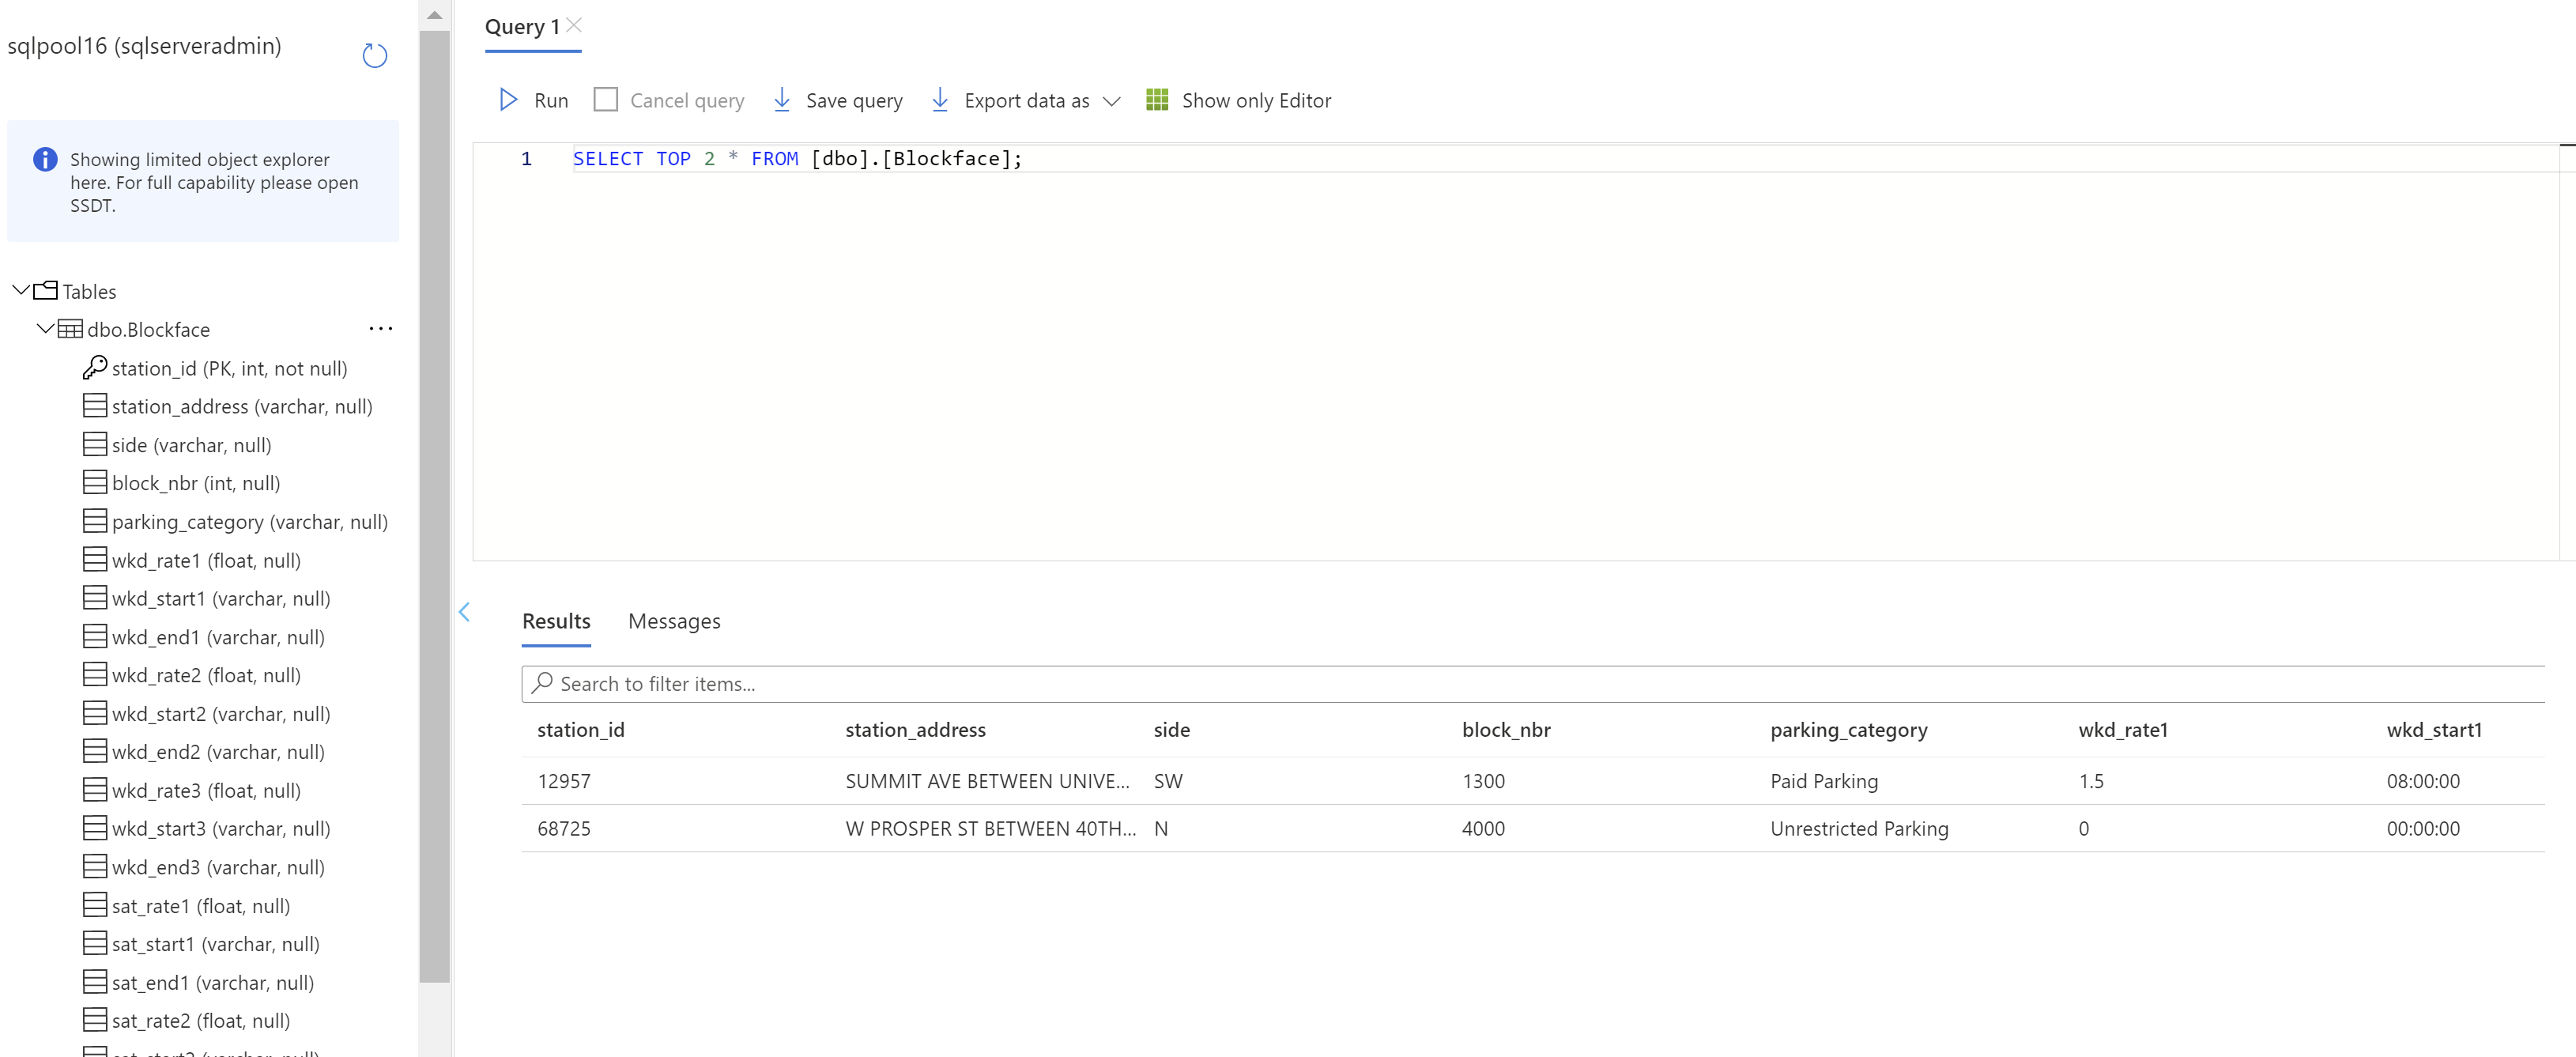 sqlpool16 (sqlserveradmin)
Showing limited object explorer
here. For full capability please open
SSDT.
Tables
dbo.Blockface
station_id (PK, int, not null)
station_address (varchar, null)
side (varchar, null)
block_nbr (int, null)
parking_category (varchar, null)
wkd_rate1 (float, null)
wkd_start1 (varchar, null)
wkd_end1 (varchar, null)
wkd_rate2 (float, null)
wkd_start2 (varchar, null)
wkd_end2 (varchar, null)
wkd_rate3 (float, null)
wkd_start3 (varchar, null)
wkd_end3 (varchar, null)
sat_rate1 (float, null)
sat_start1 (varchar, null)
sat_end1 (varchar, null)
sat_rate2 (float, null)
Query 1
Run Cancel query Save query Export data as Show only Editor
1 SELECT TOP 2 * FROM [dbo].[Blockface];
Results Messages
Search to filter items...
station_id station_address side block_nbr parking_category wkd_rate1 wkd_start1
12957 SUMMIT AVE BETWEEN UNIVE... SW 1300 Paid Parking 1.5 08:00:00
68725 W PROSPER ST BETWEEN 40TH... N 4000 Unrestricted Parking 0 00:00:00